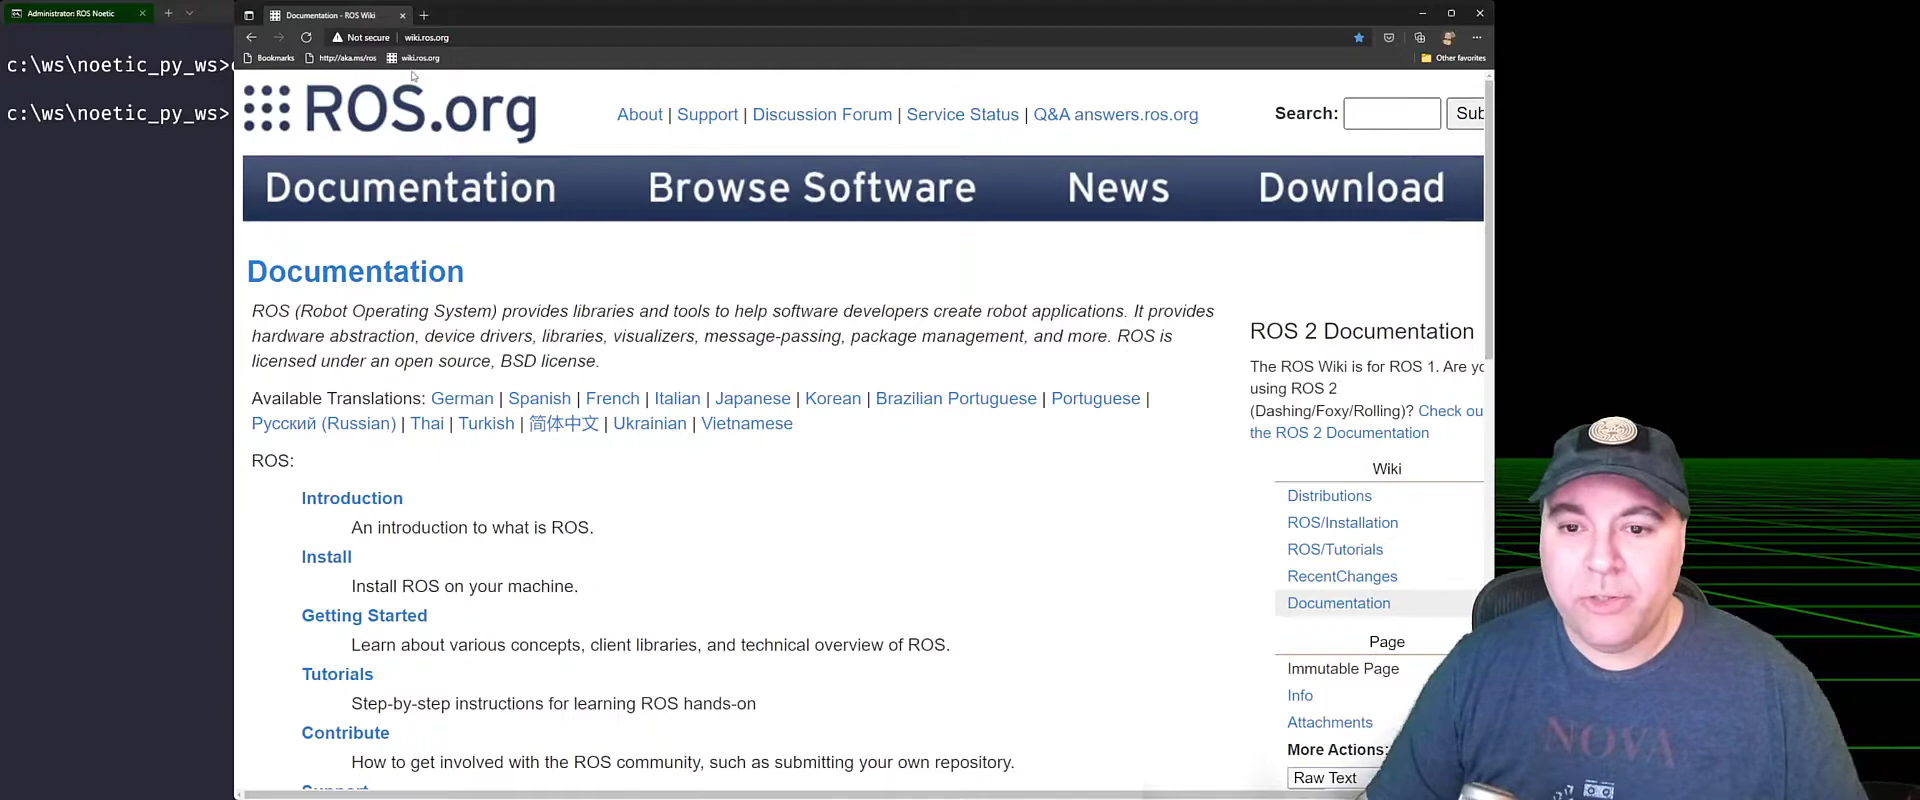 Administrator: ROS Noetic
c:\ws\noetic_py_ws>
c:\ws\noetic_py_ws>
Documentation - ROS Wiki
Not secure
wiki.ros.org
Bookmarks
http://aka.ms/ros
wiki.ros.org
Other favorites
ROS.org
About | Support | Discussion Forum | Service Status | Q&A answers.ros.org
Search:
Sub
Documentation
Browse Software
News
Download
Documentation
ROS (Robot Operating System) provides libraries and tools to help software developers create robot applications. It provides
hardware abstraction, device drivers, libraries, visualizers, message-passing, package management, and more. ROS is
licensed under an open source, BSD license.
Available Translations: German | Spanish | French | Italian | Japanese | Korean | Brazilian Portuguese | Portuguese |
Русский (Russian) | Thai | Turkish | 简体中文 | Ukrainian | Vietnamese
ROS:
Introduction
An introduction to what is ROS.
Install
Install ROS on your machine.
Getting Started
Learn about various concepts, client libraries, and technical overview of ROS.
Tutorials
Step-by-step instructions for learning ROS hands-on
Contribute
How to get involved with the ROS community, such as submitting your own repository.
Support
ROS 2 Documentation
The ROS Wiki is for ROS 1. Are yo
using ROS 2
(Dashing/Foxy/Rolling)? Check ou
the ROS 2 Documentation
Wiki
Distributions
ROS/Installation
ROS/Tutorials
RecentChanges
Documentation
Page
Immutable Page
Info
Attachments
More Actions:
Raw Text
NOVA